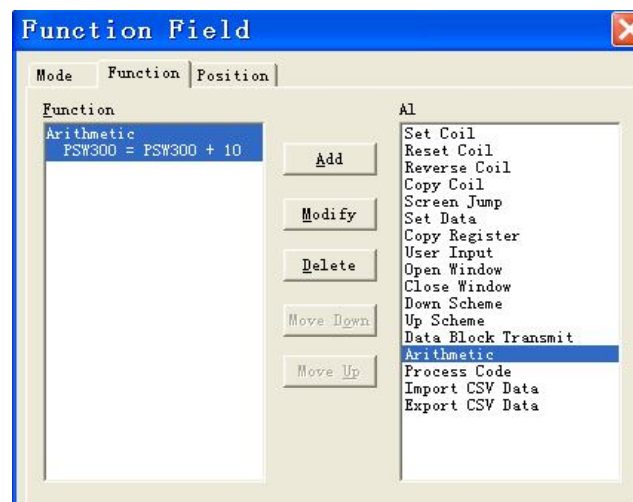 Function Field
Mode
Function
Position
Function
Arithmetic
PSW300 = PSW300 + 10
Add
Modify
Delete
Move Down
Move Up
Al
Set Coil
Reset Coil
Reverse Coil
Copy Coil
Screen Jump
Set Data
Copy Register
User Input
Open Window
Close Window
Down Scheme
Up Scheme
Data Block Transmit
Arithmetic
Process Code
Import CSV Data
Export CSV Data